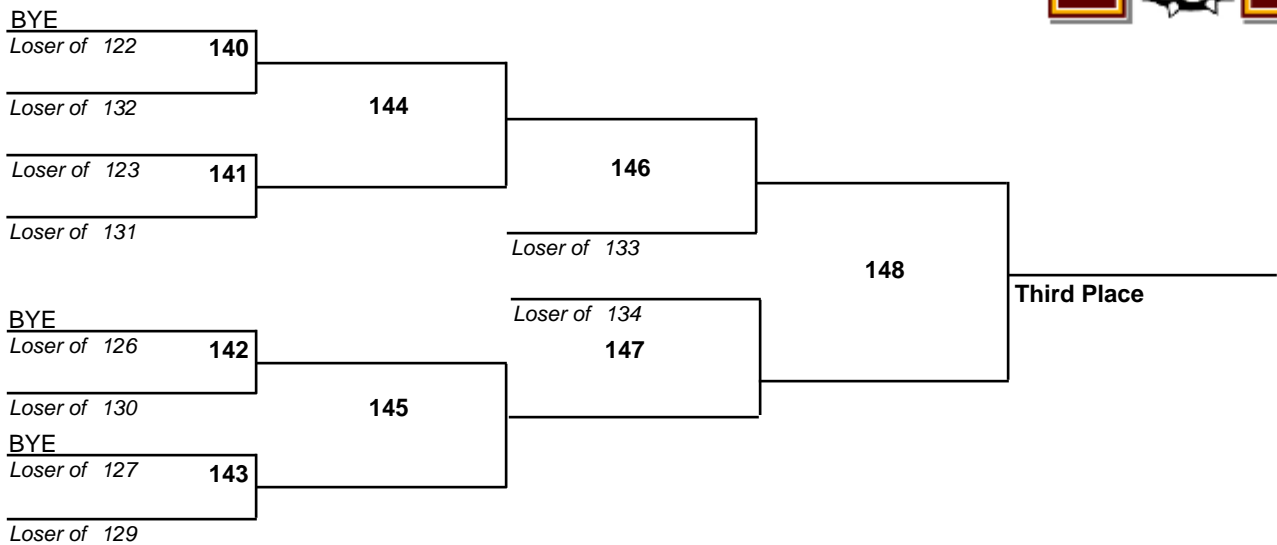 BYE
Loser of 122 140
Loser of 132
144
Loser of 123 141
146
Loser of 131
Loser of 133
148
Third Place
Loser of 134
BYE
Loser of 126 142
147
Loser of 130
145
BYE
Loser of 127 143
Loser of 129